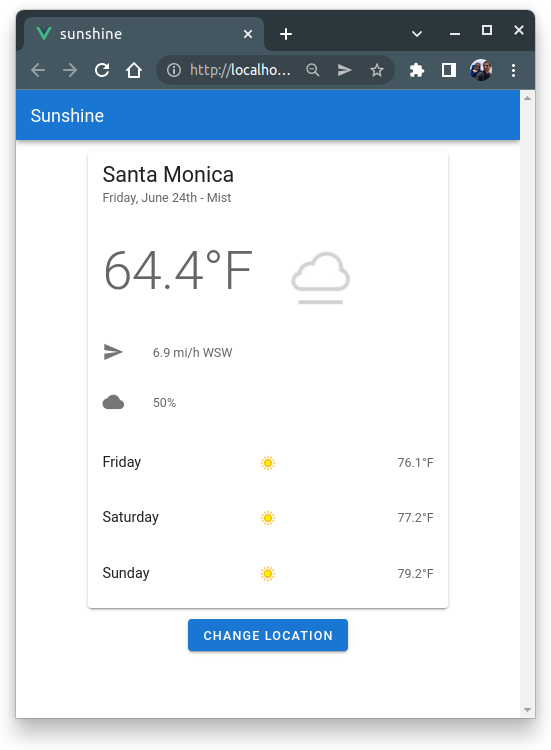 sunshine
http://localho...
Sunshine
Santa Monica
Friday, June 24th - Mist
64.4°F
6.9 mi/h WSW
50%
Friday 76.1°F
Saturday 77.2°F
Sunday 79.2°F
CHANGE LOCATION